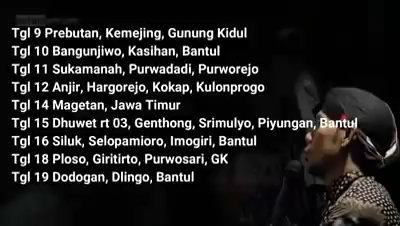 Tgl 9 Prebutan, Kemejing, Gunung Kidul
Tgl 10 Bangunjiwo, Kasihan, Bantul
Tgl 11 Sukamanah, Purwadadi, Purworejo
Tgl 12 Anjir, Hargorejo, Kokap, Kulonprogo
Tgl 14 Magetan, Jawa Timur
Tgl 15 Dhuwet rt 03, Genthong, Srimulyo, Piyungan, Bantul
Tgl 16 Siluk, Selopamioro, Imogiri, Bantul
Tgl 18 Ploso, Giritirto, Purwosari, GK
Tgl 19 Dodogan, Dlingo, Bantul